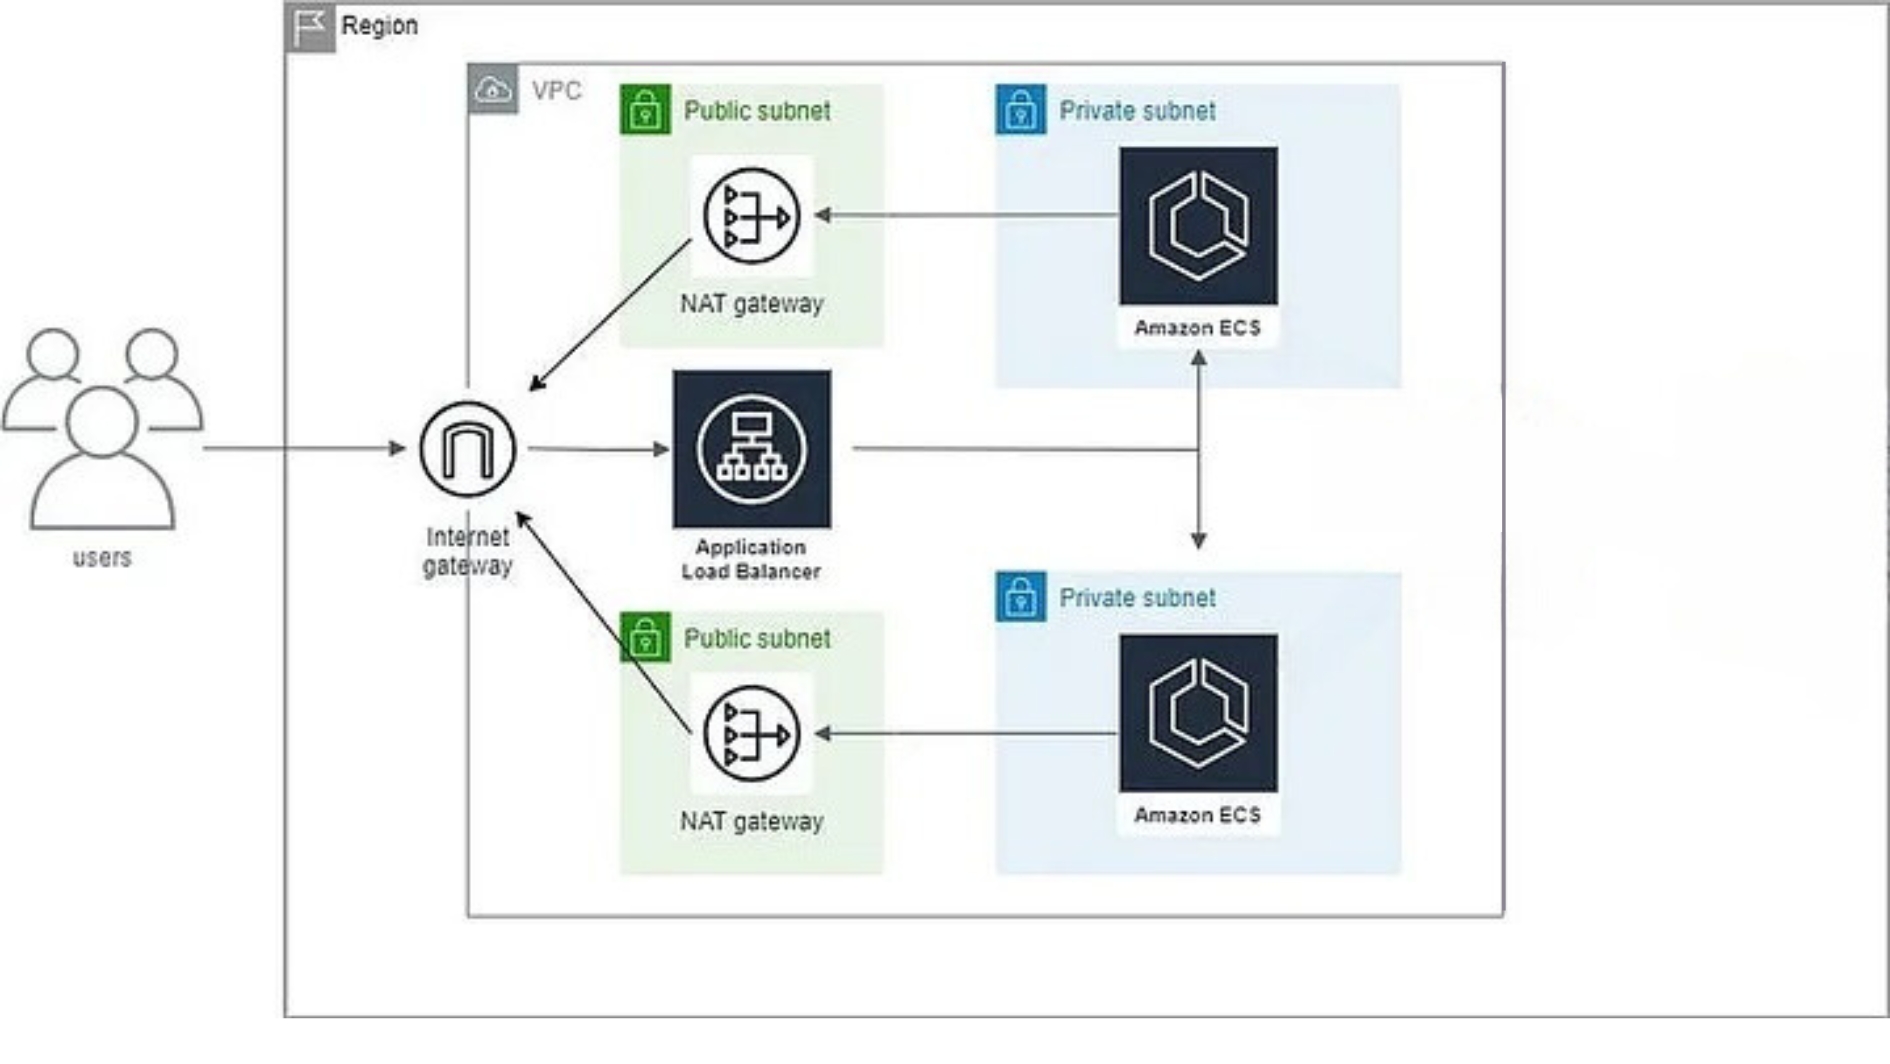 Region
VPC
Public subnet
Private subnet
NAT gateway
Amazon ECS
users
Internet
gateway
Application
Load Balancer
Public subnet
Private subnet
NAT gateway
Amazon ECS